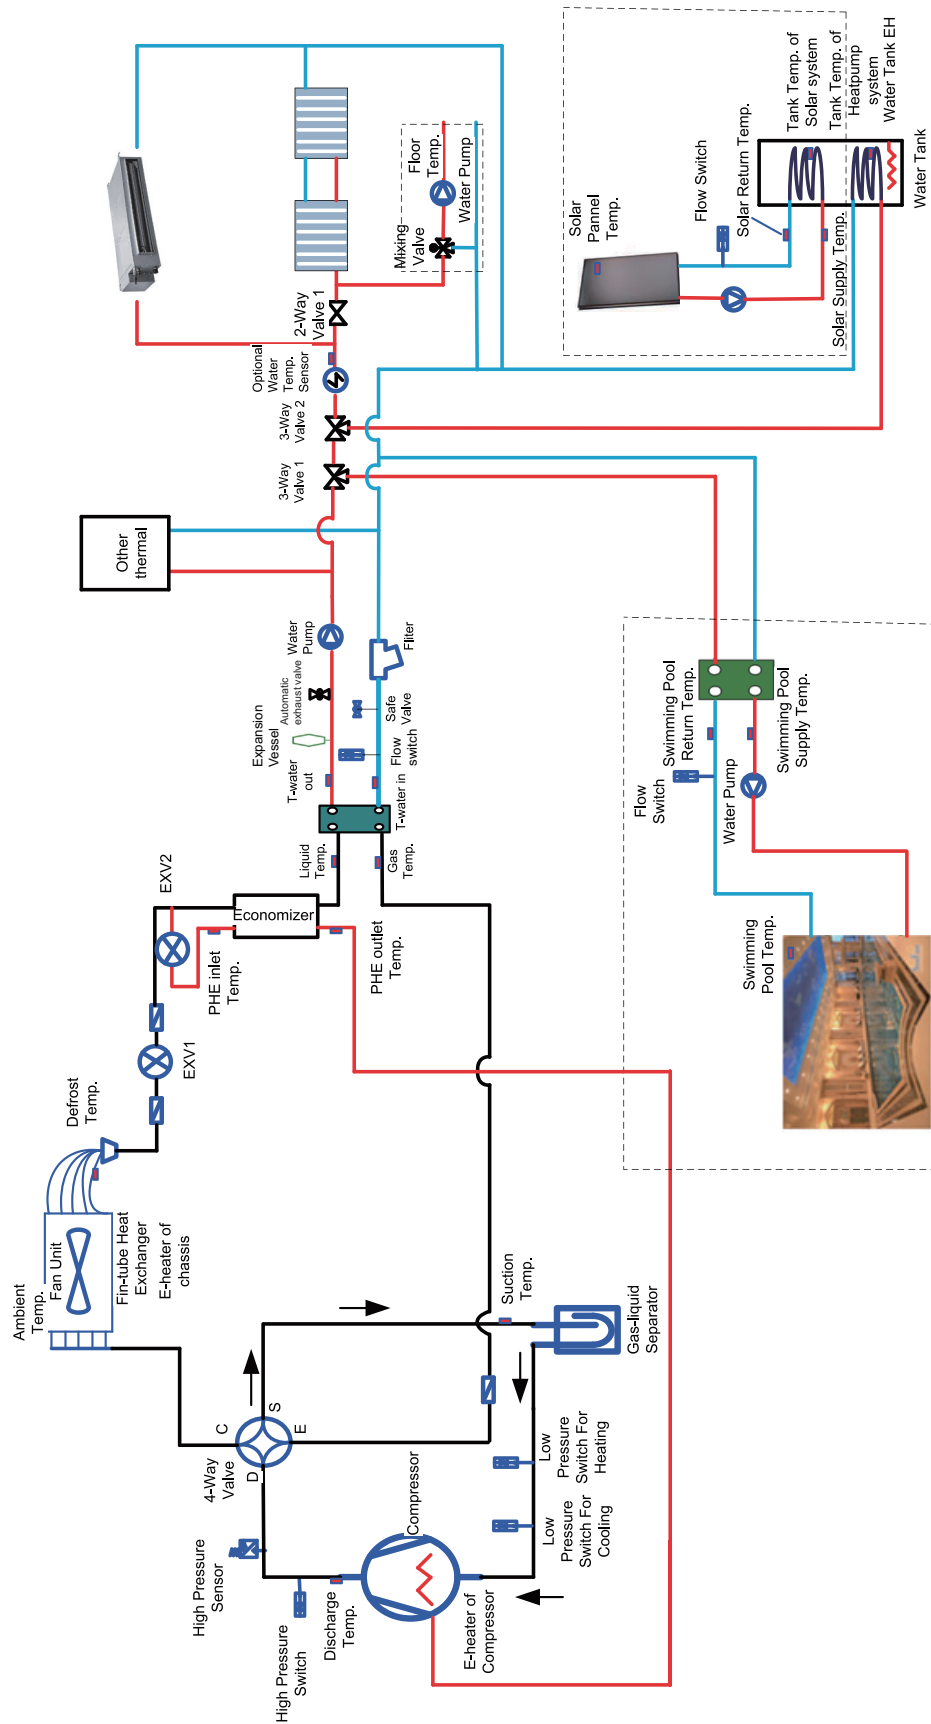 Ambient
Temp.
Fan Unit
Fin-tube Heat
Exchanger
E-heater of
chassis
Defrost
Temp.
EXV1
EXV2
PHE inlet
Temp.
Economizer
PHE outlet
Temp.
Liquid
Temp.
Gas
Temp.
T-water
out
T-water in
Expansion
Vessel
Automatic
exhaust valve
Flow
switch
Safe
Valve
Water
Pump
Fliter
Other
thermal
3-Way
Valve 1
3-Way
Valve 2
Optional
Water
Temp.
Sensor
2-Way
Valve 1
Mixing
Valve
Floor
Temp.
Water Pump
Solar
Pannel
Temp.
Flow Switch
Solar Return Temp.
Solar Supply Temp.
Tank Temp. of
Solar system
Tank Temp. of
Heatpump
system
Water Tank EH
Water Tank
Swimming Pool
Return Temp.
Swimming Pool
Supply Temp.
Flow
Switch
Water Pump
Swimming
Pool Temp.
4-Way
Valve
C
S
D
E
Suction
Temp.
Gas-liquid
Separator
Low
Pressure
Switch For
Heating
Low
Pressure
Switch For
Cooling
Compressor
E-heater of
Compressor
Discharge
Temp.
High Pressure
Sensor
High Pressure
Switch